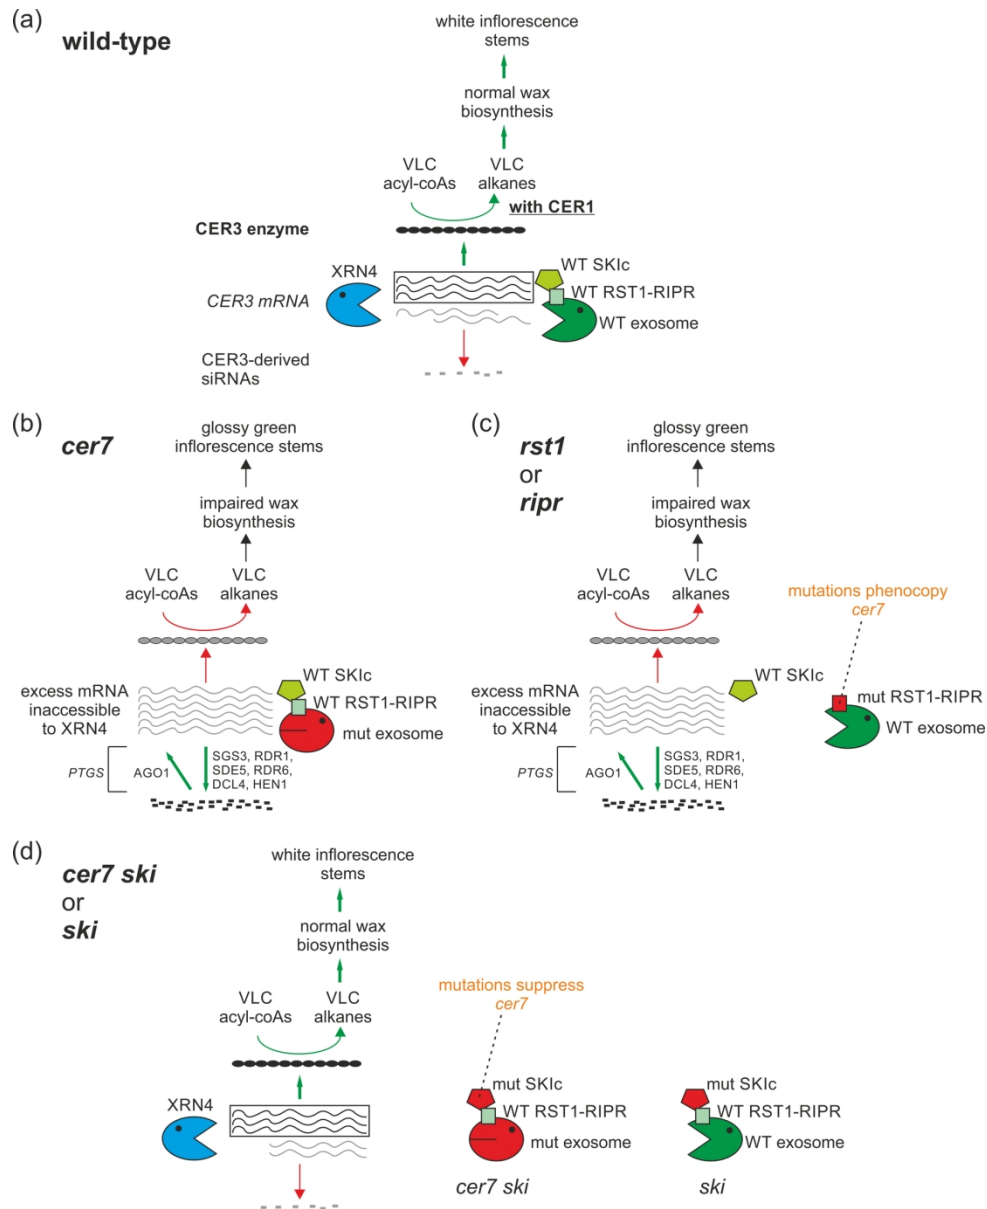 (a)
wild-type
white inflorescence
stems
normal wax
biosynthesis
VLC
acyl-coAs
VLC
alkanes
with CER1
CER3 enzyme
XRN4
CER3 mRNA
WT SKIc
WT RST1-RIPR
WT exosome
CER3-derived
siRNAs
(b)
cer7
glossy green
inflorescence stems
impaired wax
biosynthesis
VLC
acyl-coAs
VLC
alkanes
excess mRNA
inaccessible
to XRN4
WT SKIc
WT RST1-RIPR
mut exosome
PTGS
AGO1
SGS3, RDR1,
SDE5, RDR6,
DCL4, HEN1
(c)
rst1
or
ripr
glossy green
inflorescence stems
impaired wax
biosynthesis
VLC
acyl-coAs
VLC
alkanes
mutations phenocopy
cer7
excess mRNA
inaccessible
to XRN4
WT SKIc
mut RST1-RIPR
WT exosome
PTGS
AGO1
SGS3, RDR1,
SDE5, RDR6,
DCL4, HEN1
(d)
cer7 ski
or
ski
white inflorescence
stems
normal wax
biosynthesis
VLC
acyl-coAs
VLC
alkanes
mutations suppress
cer7
XRN4
mut SKIc
WT RST1-RIPR
mut exosome
cer7 ski
mut SKIc
WT RST1-RIPR
WT exosome
ski